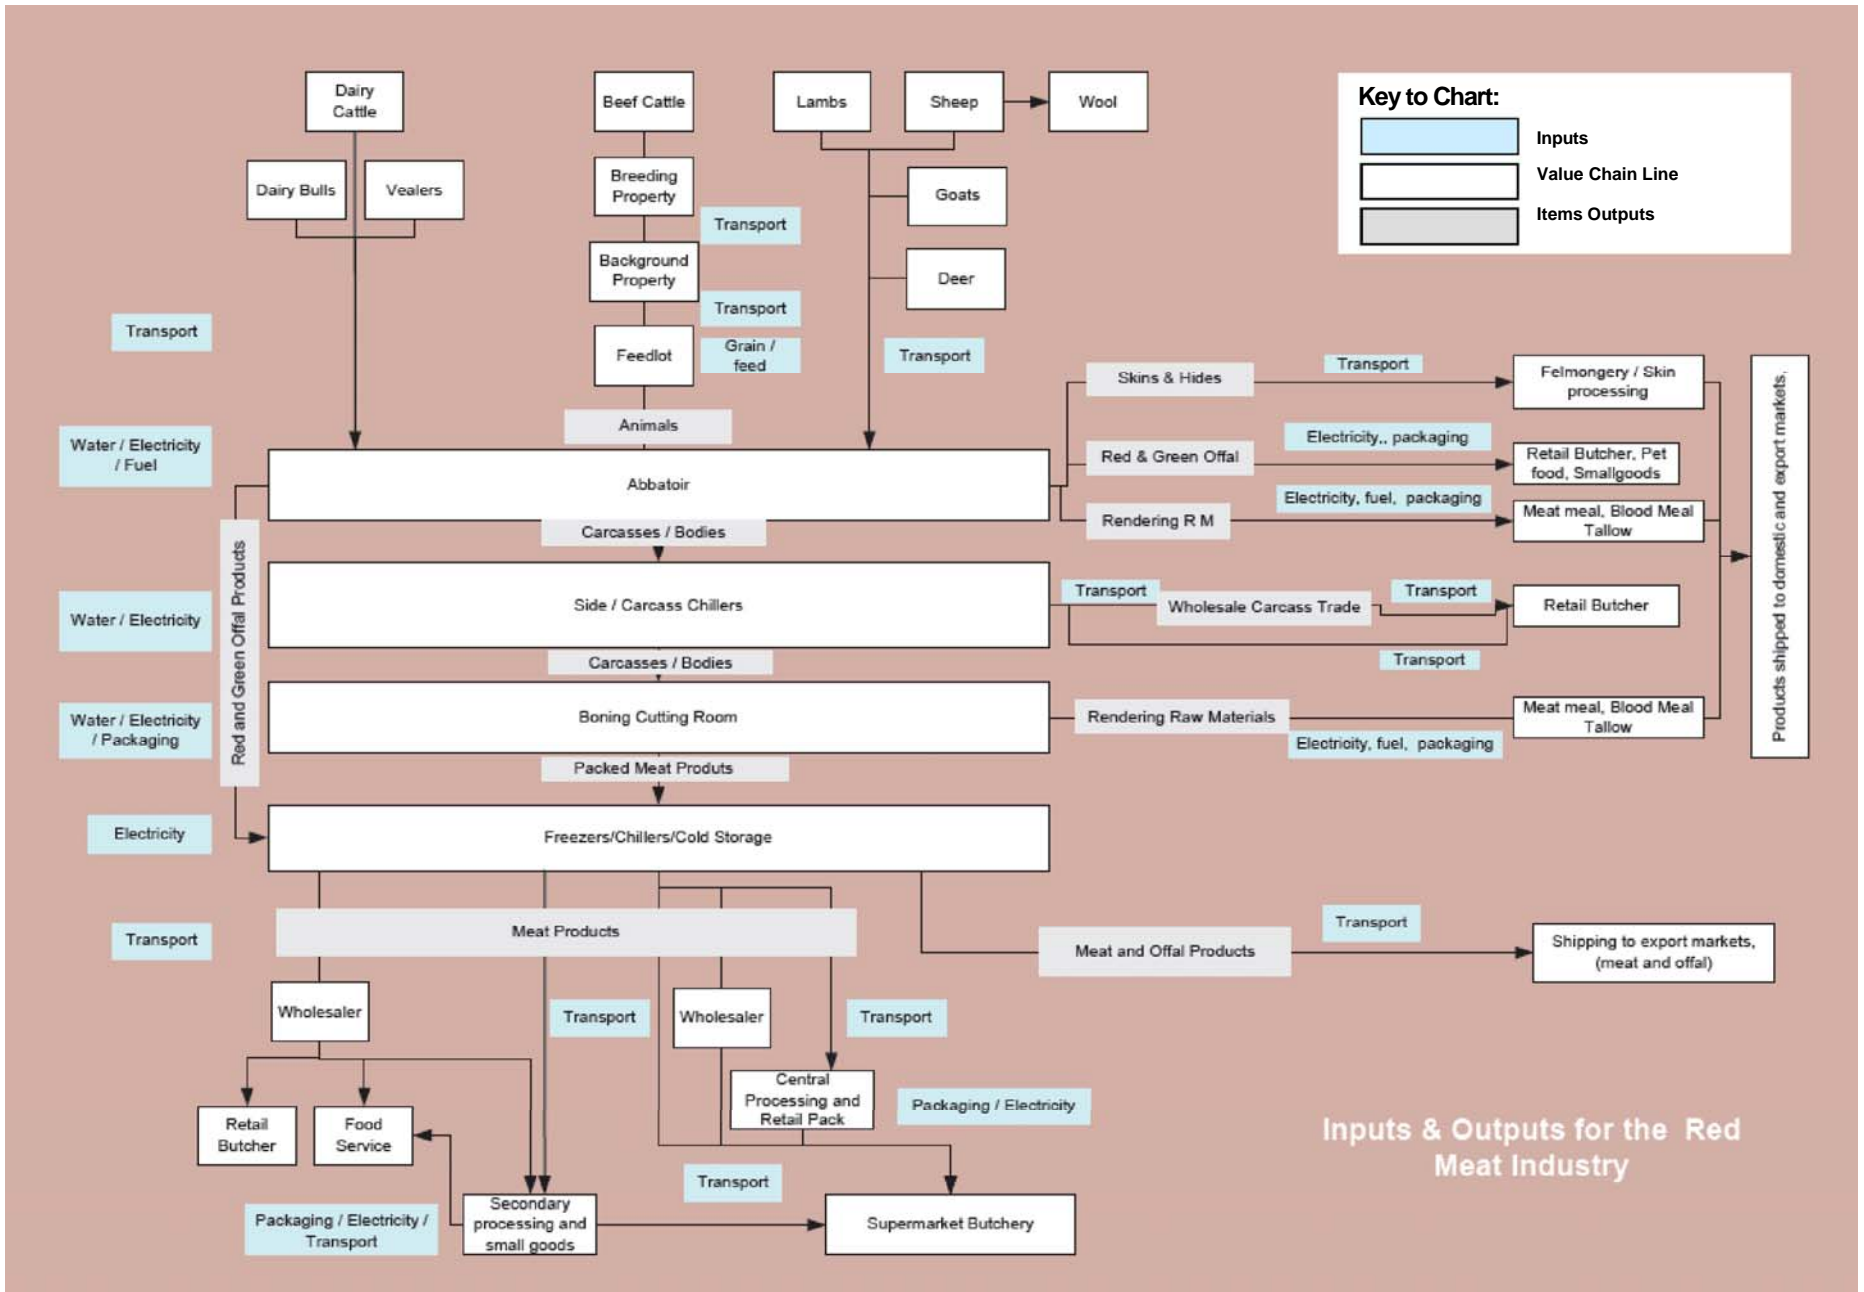 Dairy
Cattle
Beef Cattle
Lambs
Sheep
Wool
Key to Chart:
Inputs
Value Chain Line
Items Outputs
Dairy Bulls
Vealers
Breeding
Property
Goats
Transport
Background
Property
Deer
Transport
Transport
Feedlot
Grain /
feed
Transport
Skins & Hides
Transport
Felmongery / Skin
processing
Animals
Water / Electricity
/ Fuel
Electricity,, packaging
Red & Green Offal
Retail Butcher, Pet
food, Smallgoods
Abbatoir
Electricity, fuel,  packaging
Rendering R M
Meat meal, Blood Meal
Tallow
Carcasses / Bodies
Products shipped to domestic and export markets,
Red and Green Offal Products
Water / Electricity
Side / Carcass Chillers
Transport
Wholesale Carcass Trade
Transport
Retail Butcher
Transport
Carcasses / Bodies
Water / Electricity
/ Packaging
Boning Cutting Room
Rendering Raw Materials
Meat meal, Blood Meal
Tallow
Electricity, fuel,  packaging
Packed Meat Produts
Electricity
Freezers/Chillers/Cold Storage
Transport
Meat Products
Meat and Offal Products
Transport
Shipping to export markets,
(meat and offal)
Wholesaler
Transport
Wholesaler
Transport
Central
Processing and
Retail Pack
Packaging / Electricity
Retail
Butcher
Food
Service
Inputs & Outputs for the  Red
Meat Industry
Transport
Packaging / Electricity /
Transport
Secondary
processing and
small goods
Supermarket Butchery